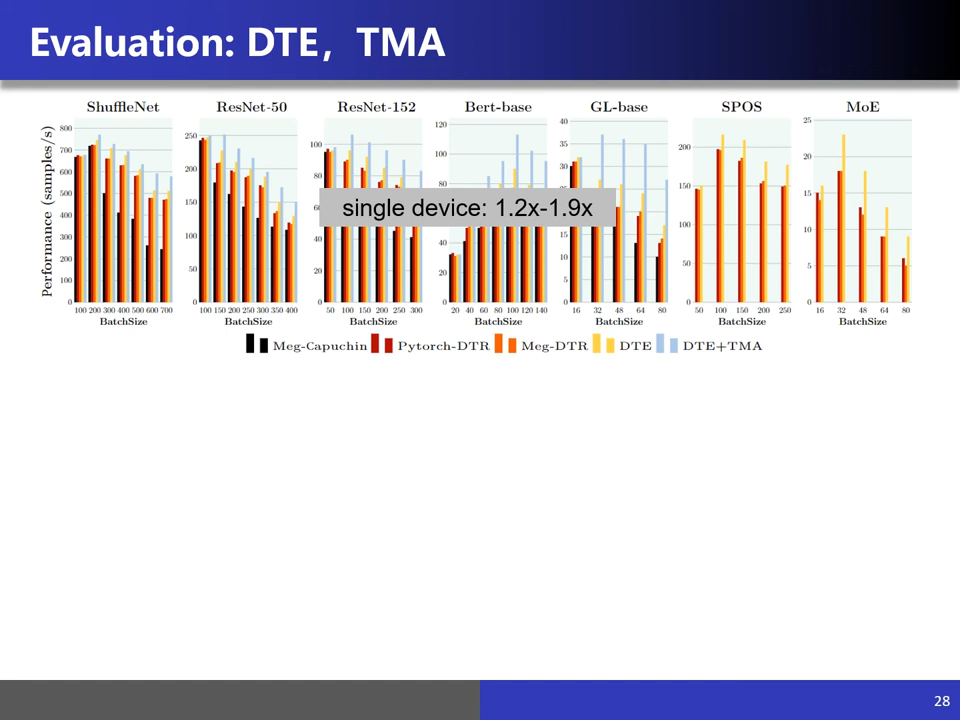 Evaluation: DTE，TMA
ShuffleNet ResNet-50 ResNet-152 Bert-base GL-base SPOS MoE
Performance (samples/s)
800 700 600 500 400 300 200 100 0
250 200 150 100 50 0
100 80 40 20 0
120 100 80 40 20 0
40 35 30 15 10 5 0
200 150 100 50 0
25 20 15 10 5 0
single device: 1.2x-1.9x
100 200 300 400 500 600 700
100 150 200 250 300 350 400
50 100 150 200 250 300
20 40 60 80 100 120 140
16 32 48 64 80
50 100 150 200 250
16 32 48 64 80
BatchSize BatchSize BatchSize BatchSize BatchSize BatchSize BatchSize
Meg-Capuchin Pytorch-DTR Meg-DTR DTE DTE+TMA
28